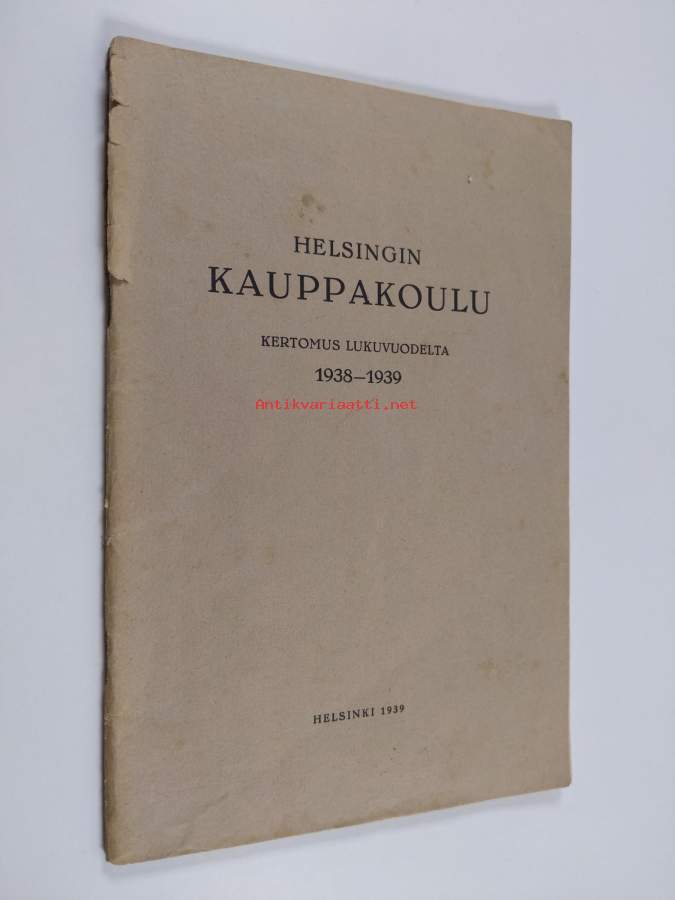 HELSINGIN
KAUPPAKOULU
KERTOMUS LUKUVUODELTA
1938–1939
Antikvariaatti.net
HELSINKI 1939